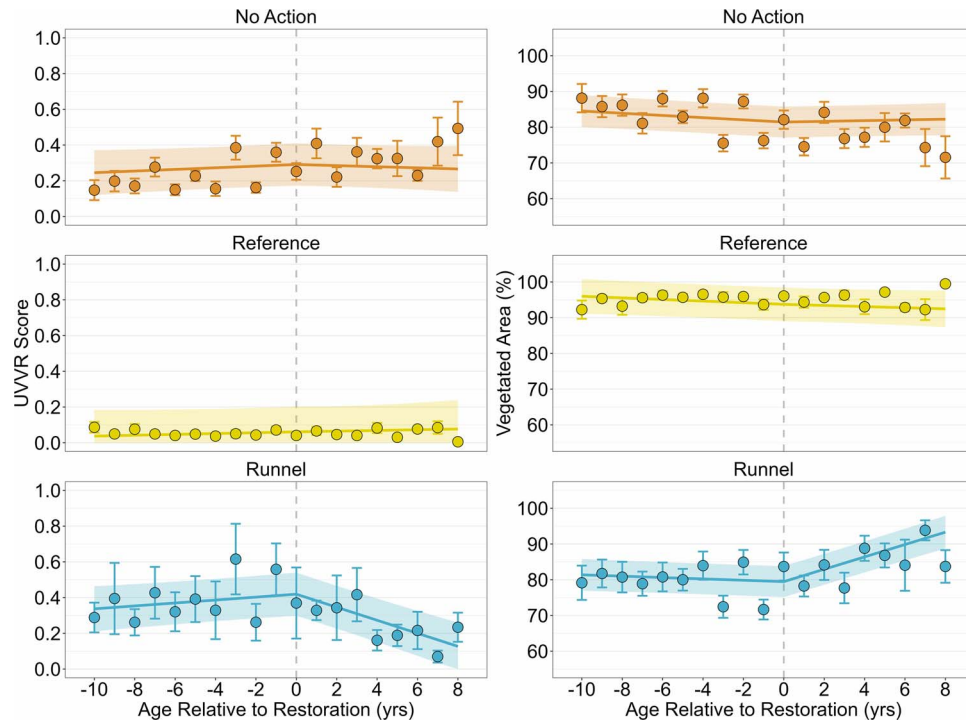 No Action
No Action
1.0
0.8
0.6
0.4
0.2
0.0
100
90
80
70
60
Reference
Reference
UVVR Score
1.0
0.8
0.6
0.4
0.2
0.0
Vegetated Area (%)
100
90
90
70
60
Runnel
Runnel
1.0
0.8
0.6
0.4
0.2
0.0
100
90
80
70
60
-10 -9 -8 -6 -4 -2 0 2 4 6 8
-10 -8 -6 -4 -2 0 2 4 6 8
Age Relative to Restoration (yrs)
Age Relative to Restoration (yrs)